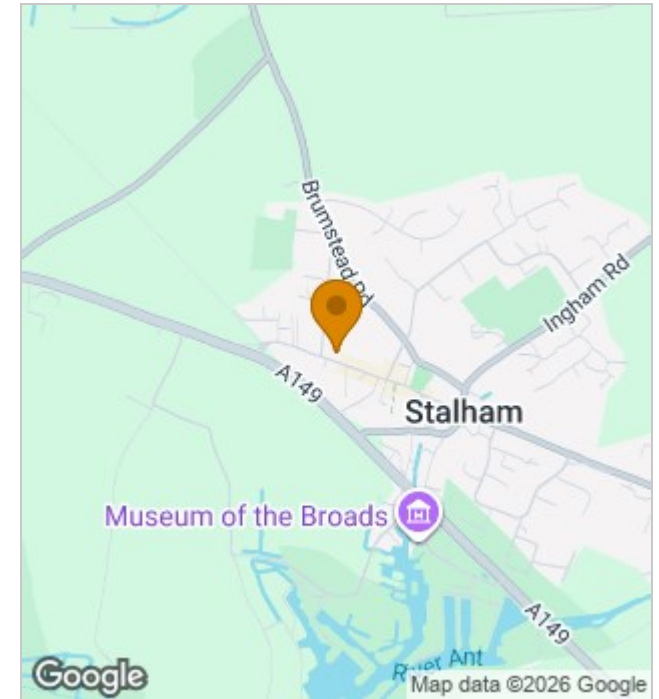 Brumstead Rd
Ingham Rd
A149
Stalham
Museum of the Broads
A149
River Ant
Google
Map data ©2026 Google